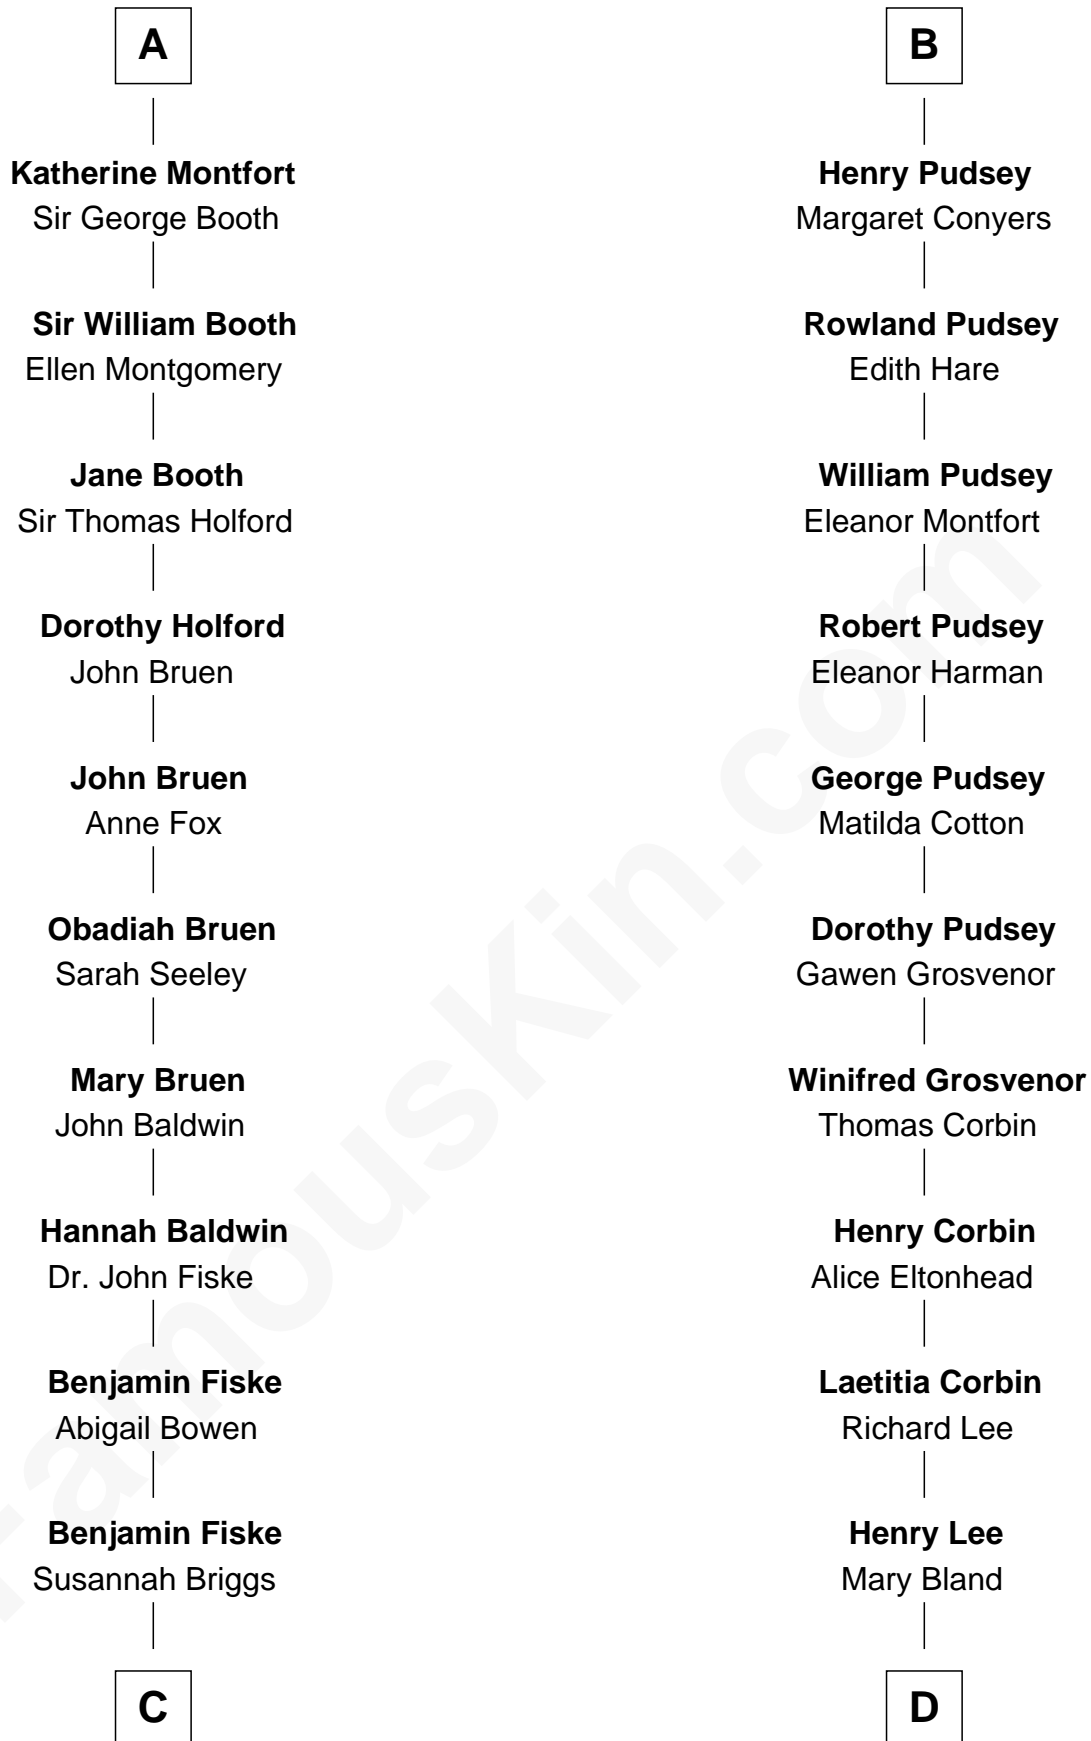 A
Katherine Montfort
Sir George Booth
Sir William Booth
Ellen Montgomery
Jane Booth
Sir Thomas Holford
Dorothy Holford
John Bruen
John Bruen
Anne Fox
Obadiah Bruen
Sarah Seeley
Mary Bruen
John Baldwin
Hannah Baldwin
Dr. John Fiske
Benjamin Fiske
Abigail Bowen
Benjamin Fiske
Susannah Briggs
C
B
Henry Pudsey
Margaret Conyers
Rowland Pudsey
Edith Hare
William Pudsey
Eleanor Montfort
Robert Pudsey
Eleanor Harman
George Pudsey
Matilda Cotton
Dorothy Pudsey
Gawen Grosvenor
Winifred Grosvenor
Thomas Corbin
Henry Corbin
Alice Eltonhead
Laetitia Corbin
Richard Lee
Henry Lee
Mary Bland
D
FamousKin.com